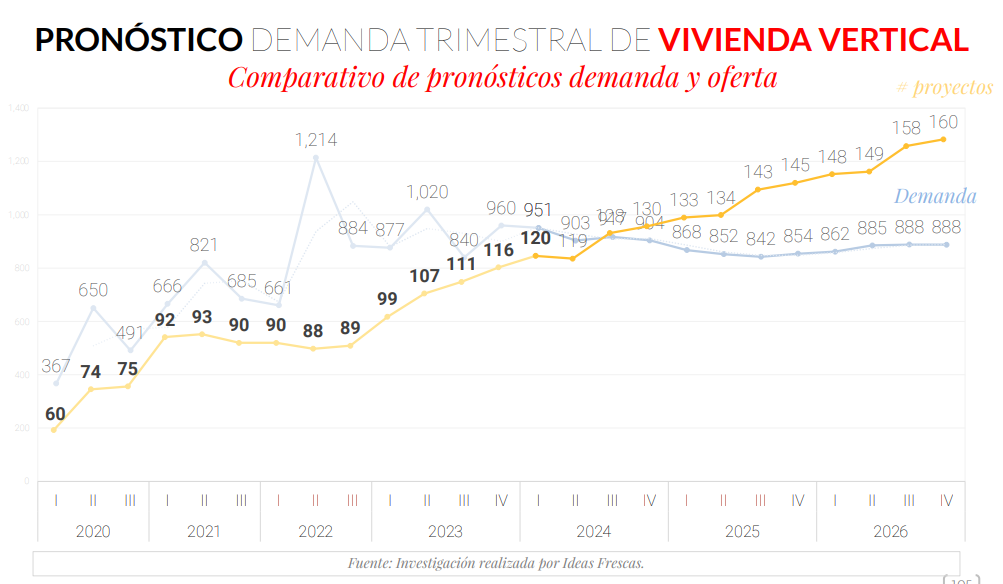 PRONÓSTICO DEMANDA TRIMESTRAL DE VIVIENDA VERTICAL
Comparativo de pronósticos demanda y oferta
# proyectos
1,400
1,200
1,000
800
600
400
200
0
Demanda
367 650 491 666 821 685 661 1,214 884 877 1,020 840 960 951 903 917 904 868 852 842 854 862 885 888 888
60 74 75 92 93 90 90 88 89 99 107 111 116 120 119 128 130 133 134 143 145 148 149 158 160
I II III I II III I II III I II III IV I II III IV I II III IV I II III IV
2020 2021 2022 2023 2024 2025 2026
Fuente: Investigación realizada por Ideas Frescas.